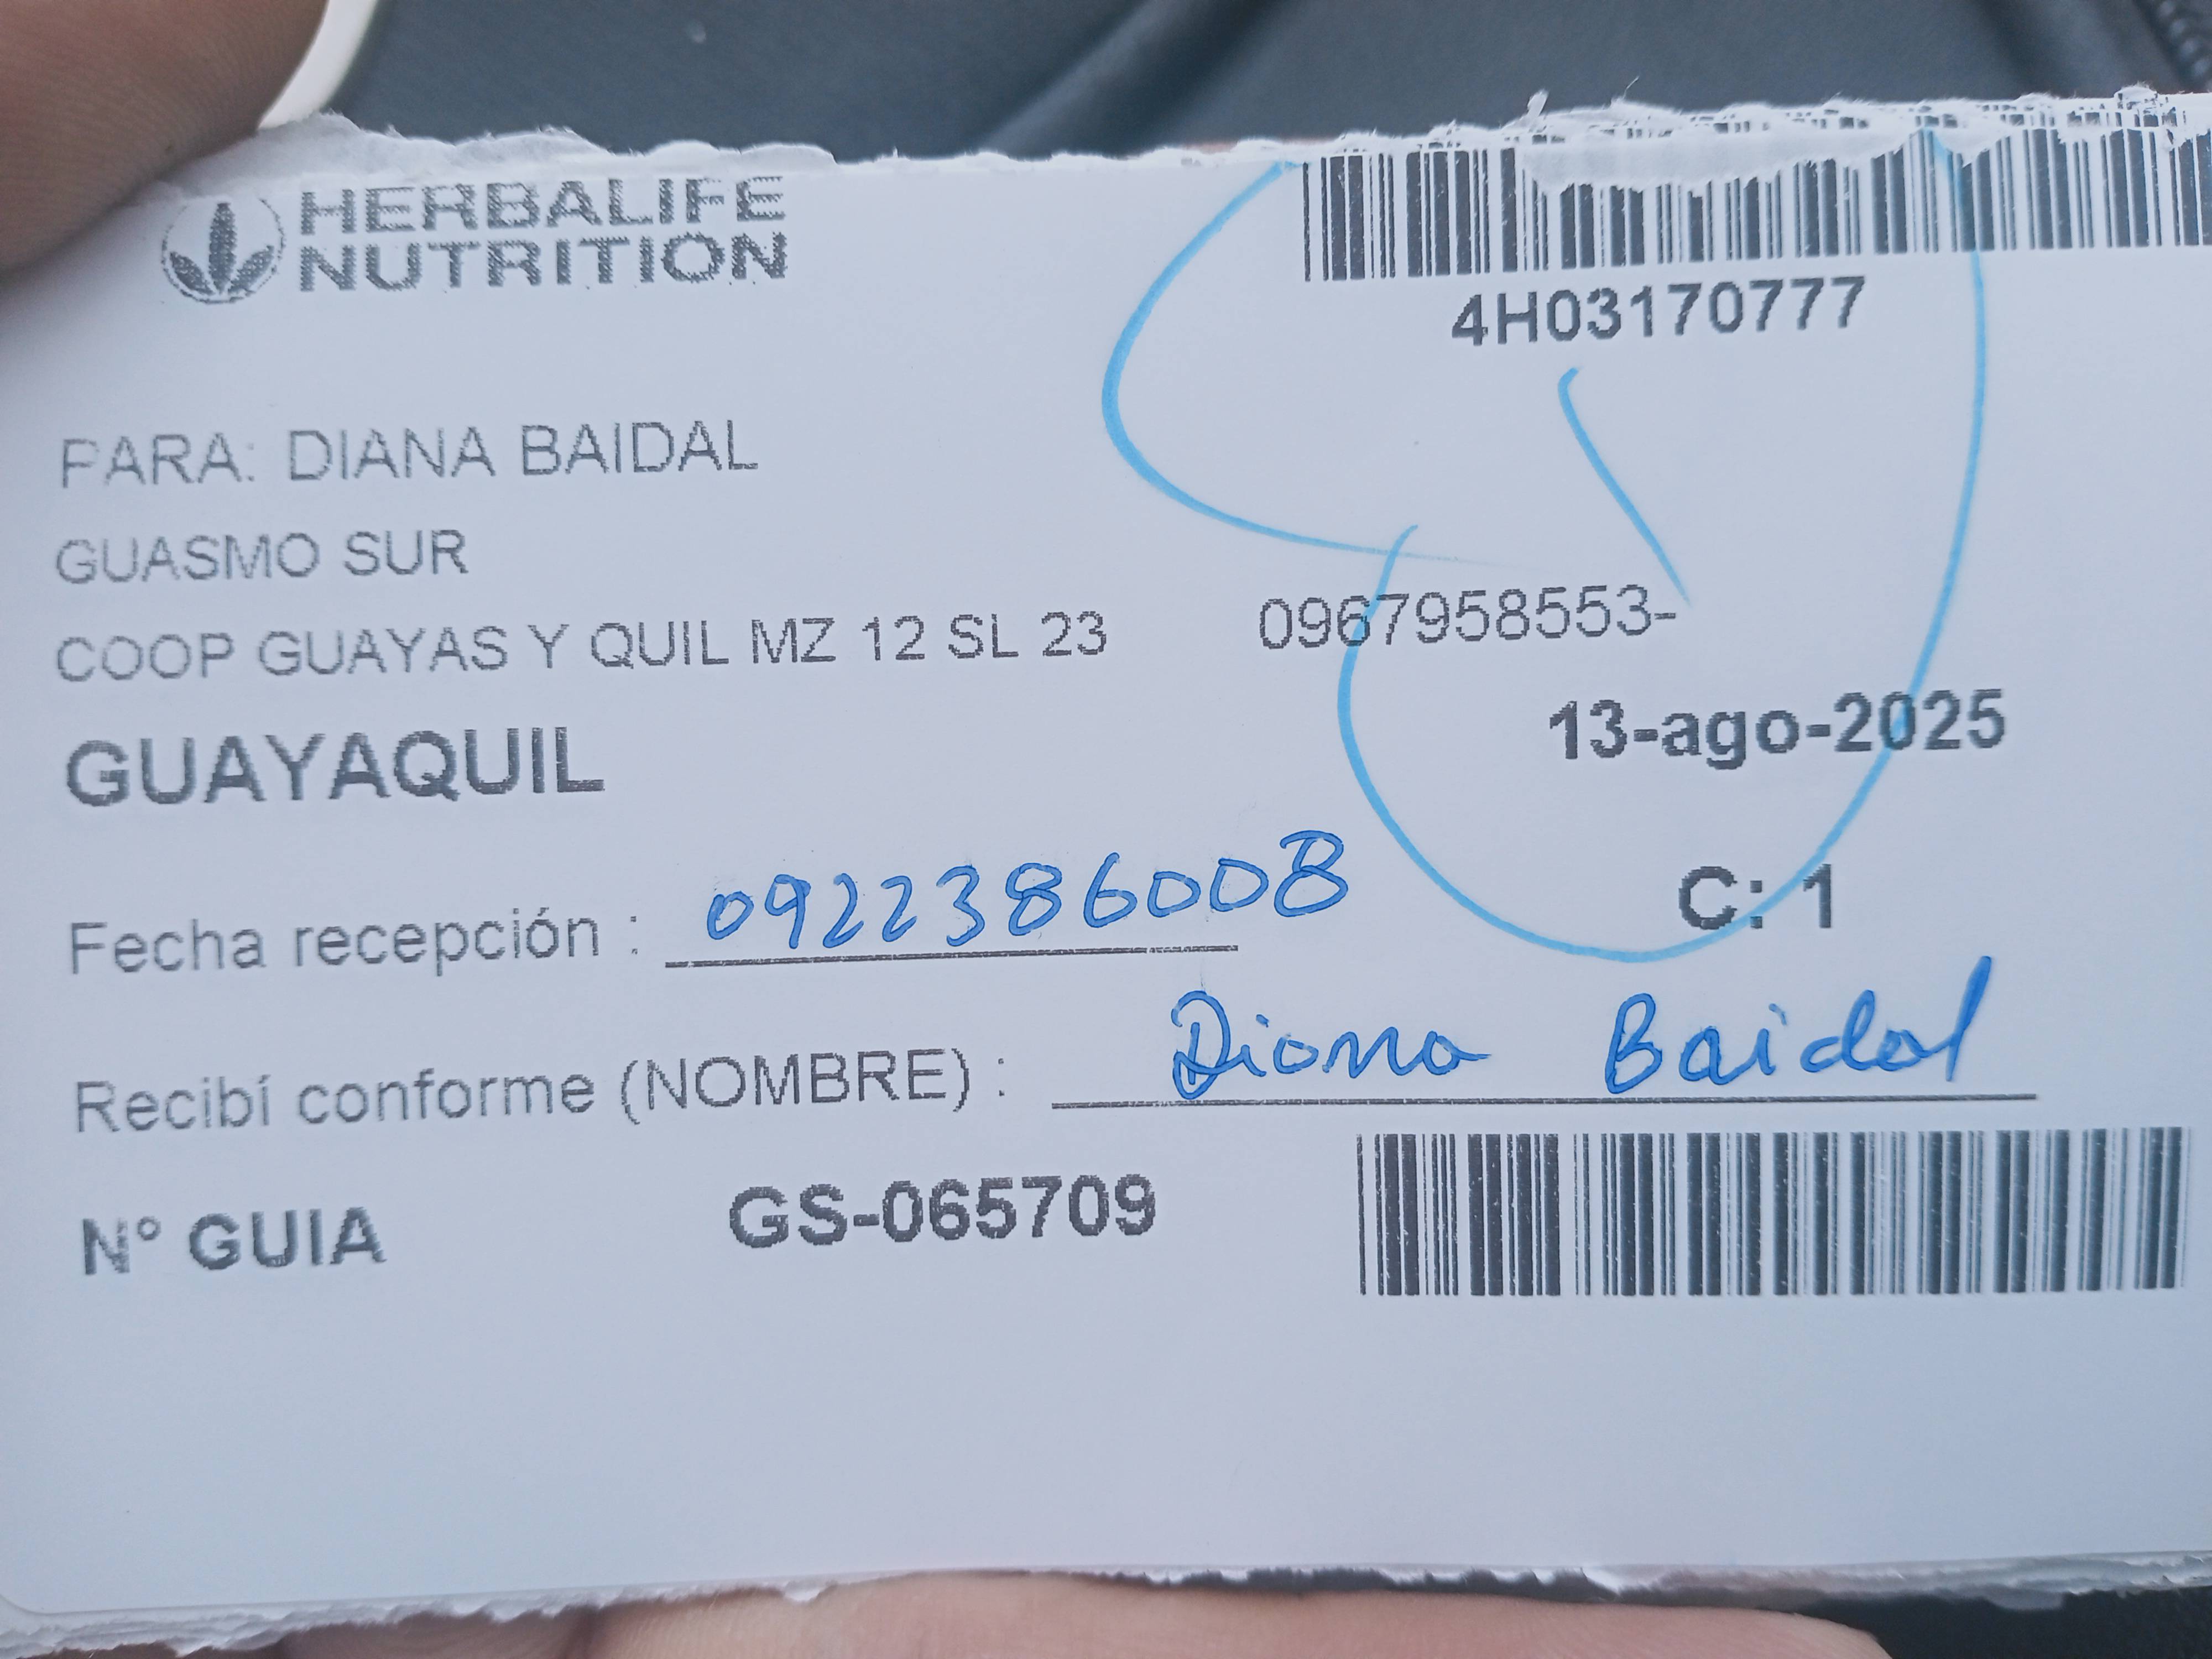 HERBALIFE
NUTRITION
4H03170777
PARA: DIANA BAIDAL
GUASMO SUR
COOP GUAYAS Y QUIL MZ 12 SL 23 0967958553-
GUAYAQUIL 13-ago-2025
C: 1
Fecha recepción : 0922386008
Recibí conforme (NOMBRE) : Diana Baidal
N° GUIA GS-065709